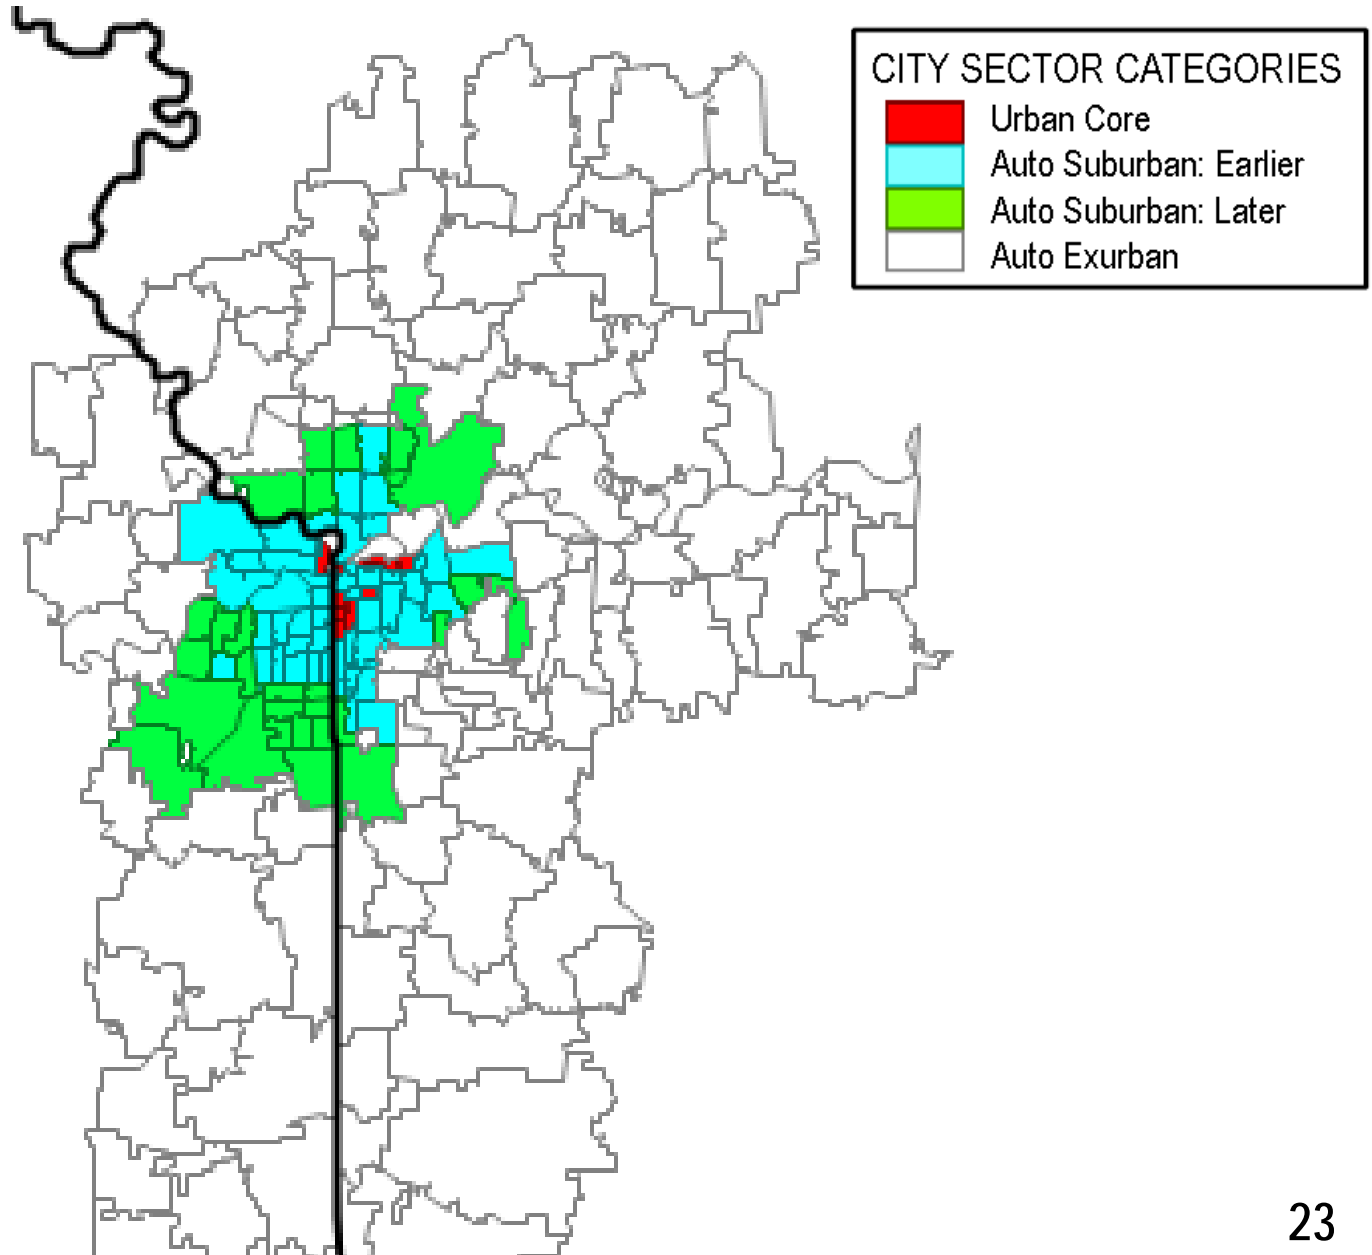 CITY SECTOR CATEGORIES
Urban Core
Auto Suburban: Earlier
Auto Suburban: Later
Auto Exurban
23